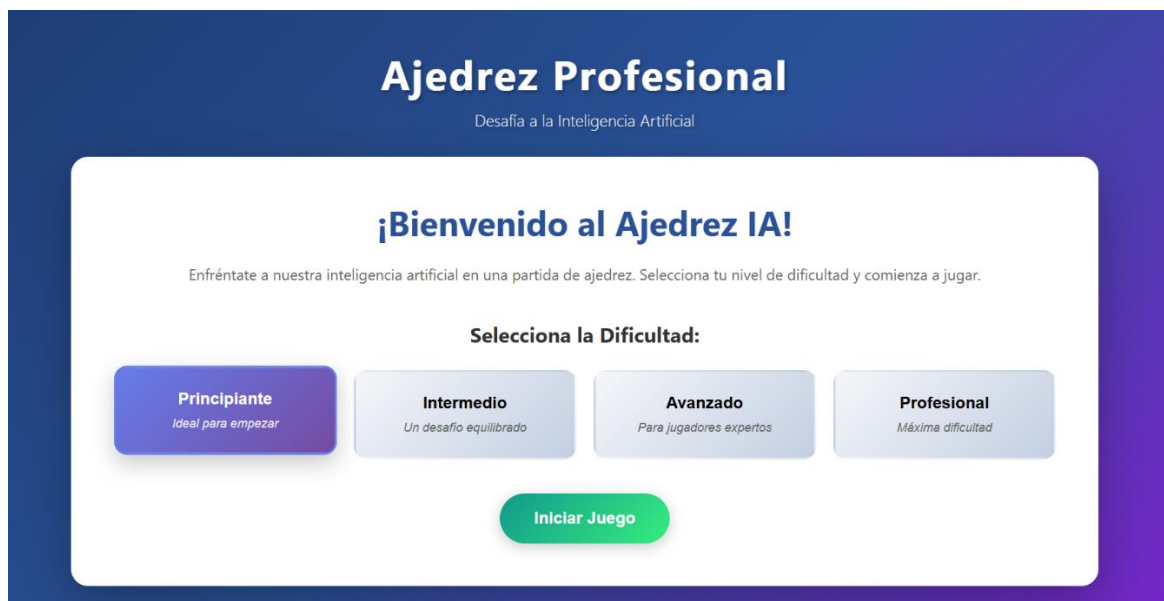 Ajedrez Profesional
Desafía a la Inteligencia Artificial
¡Bienvenido al Ajedrez IA!
Enfréntate a nuestra inteligencia artificial en una partida de ajedrez. Selecciona tu nivel de dificultad y comienza a jugar.
Selecciona la Dificultad:
Principiante
Ideal para empezar
Intermedio
Un desafío equilibrado
Avanzado
Para jugadores expertos
Profesional
Máxima dificultad
Iniciar Juego